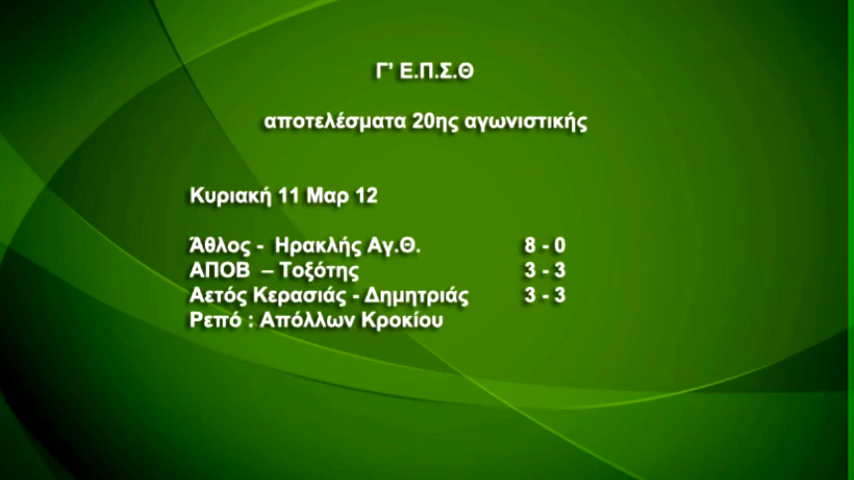 Γ' Ε.Π.Σ.Θ
αποτελέσματα 20ης αγωνιστικής
Κυριακή 11 Μαρ 12
Άθλος - Ηρακλής Αγ.Θ. 8 - 0
ΑΠΟΒ – Τοξότης 3 - 3
Αετός Κερασιάς - Δημητριάς 3 - 3
Ρεπό : Απόλλων Κροκίου